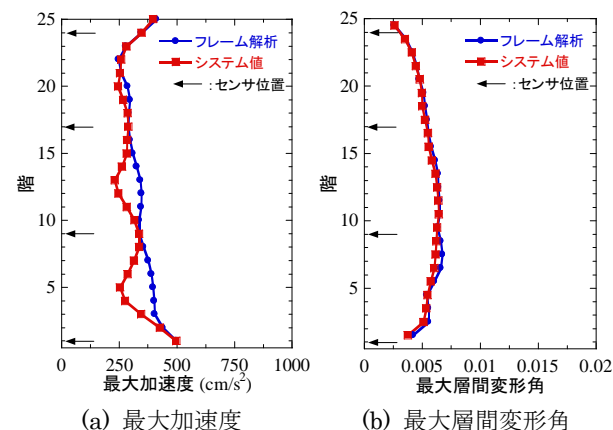 25
20
15
10
5
階
フレーム解析
システム値
:センサ位置
0
250
500
750
1000
最大加速度 (cm/s²)
(a) 最大加速度
25
20
15
10
5
階
フレーム解析
システム値
:センサ位置
0
0.005
0.01
0.015
0.02
最大層間変形角
(b) 最大層間変形角